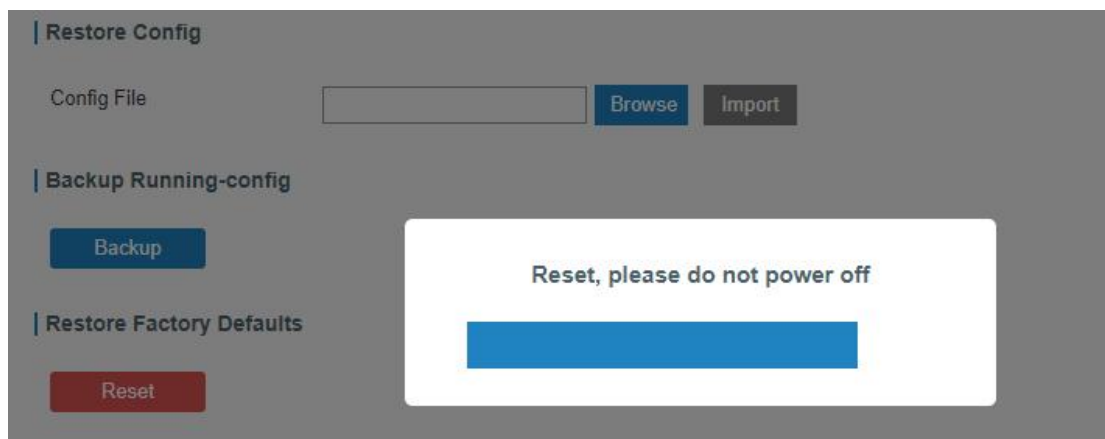 Restore Config
Config File
Browse
Import
Backup Running-config
Backup
Reset, please do not power off
Restore Factory Defaults
Reset